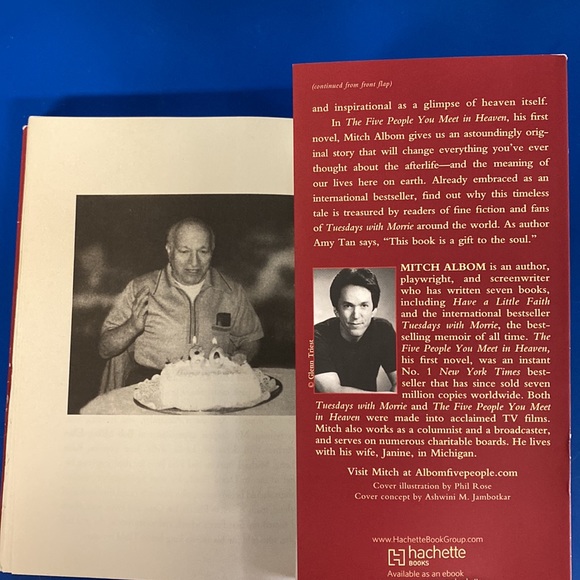 (continued from front flap)
and inspirational as a glimpse of heaven itself.
In The Five People You Meet in Heaven, his first
novel, Mitch Albom gives us an astoundingly orig-
inal story that will change everything you've ever
thought about the afterlife—and the meaning of
our lives here on earth. Already embraced as an
international bestseller, find out why this timeless
tale is treasured by readers of fine fiction and fans
of Tuesdays with Morrie around the world. As author
Amy Tan says, "This book is a gift to the soul."
© Glenn Triest
MITCH ALBOM is an author,
playwright, and screenwriter
who has written seven books,
including Have a Little Faith
and the international bestseller
Tuesdays with Morrie, the best-
selling memoir of all time. The
Five People You Meet in Heaven,
his first novel, was an instant
No. 1 New York Times best-
seller that has since sold seven
million copies worldwide. Both
Tuesdays with Morrie and The Five People You Meet
in Heaven were made into acclaimed TV films.
Mitch also works as a columnist and a broadcaster,
and serves on numerous charitable boards. He lives
with his wife, Janine, in Michigan.
Visit Mitch at Albomfivepeople.com
Cover illustration by Phil Rose
Cover concept by Ashwini M. Jambotkar
www.HachetteBookGroup.com
hachette
BOOKS
Available as an ebook